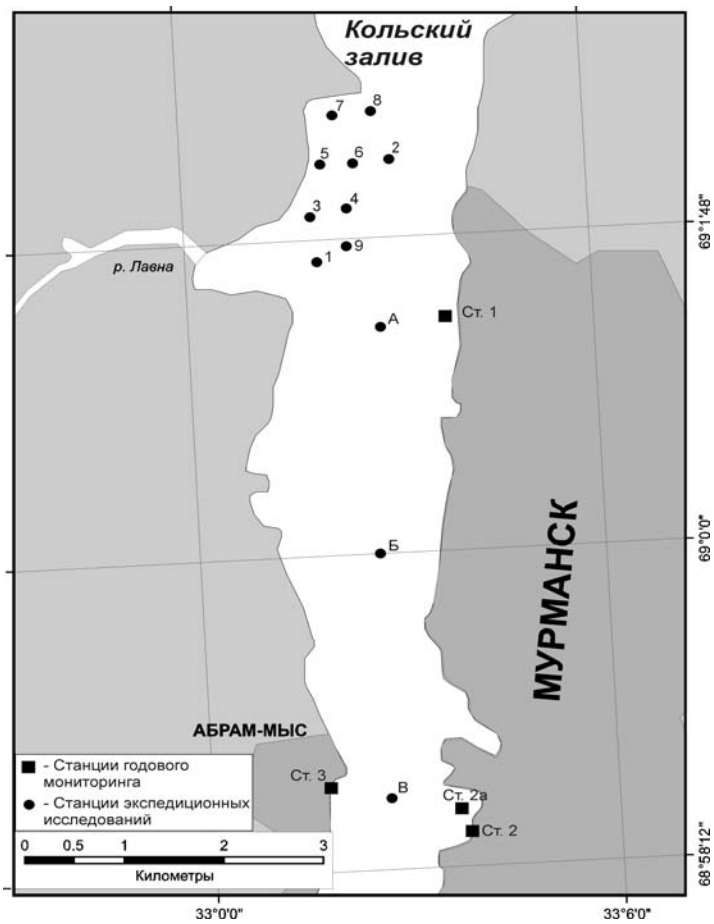 Кольский
залив
7
8
5
6
2
3
4
9
1
69°1'48"
р. Лавна
А
Ст. 1
Б
69°0'0"
МУРМАНСК
АБРАМ-МЫС
Ст. 3
В
Ст. 2а
Ст. 2
68°58'12"
- Станции годового
мониторинга
- Станции экспедиционных
исследований
0 0.5 1 2 3
Километры
33°0'0" 33°6'0"